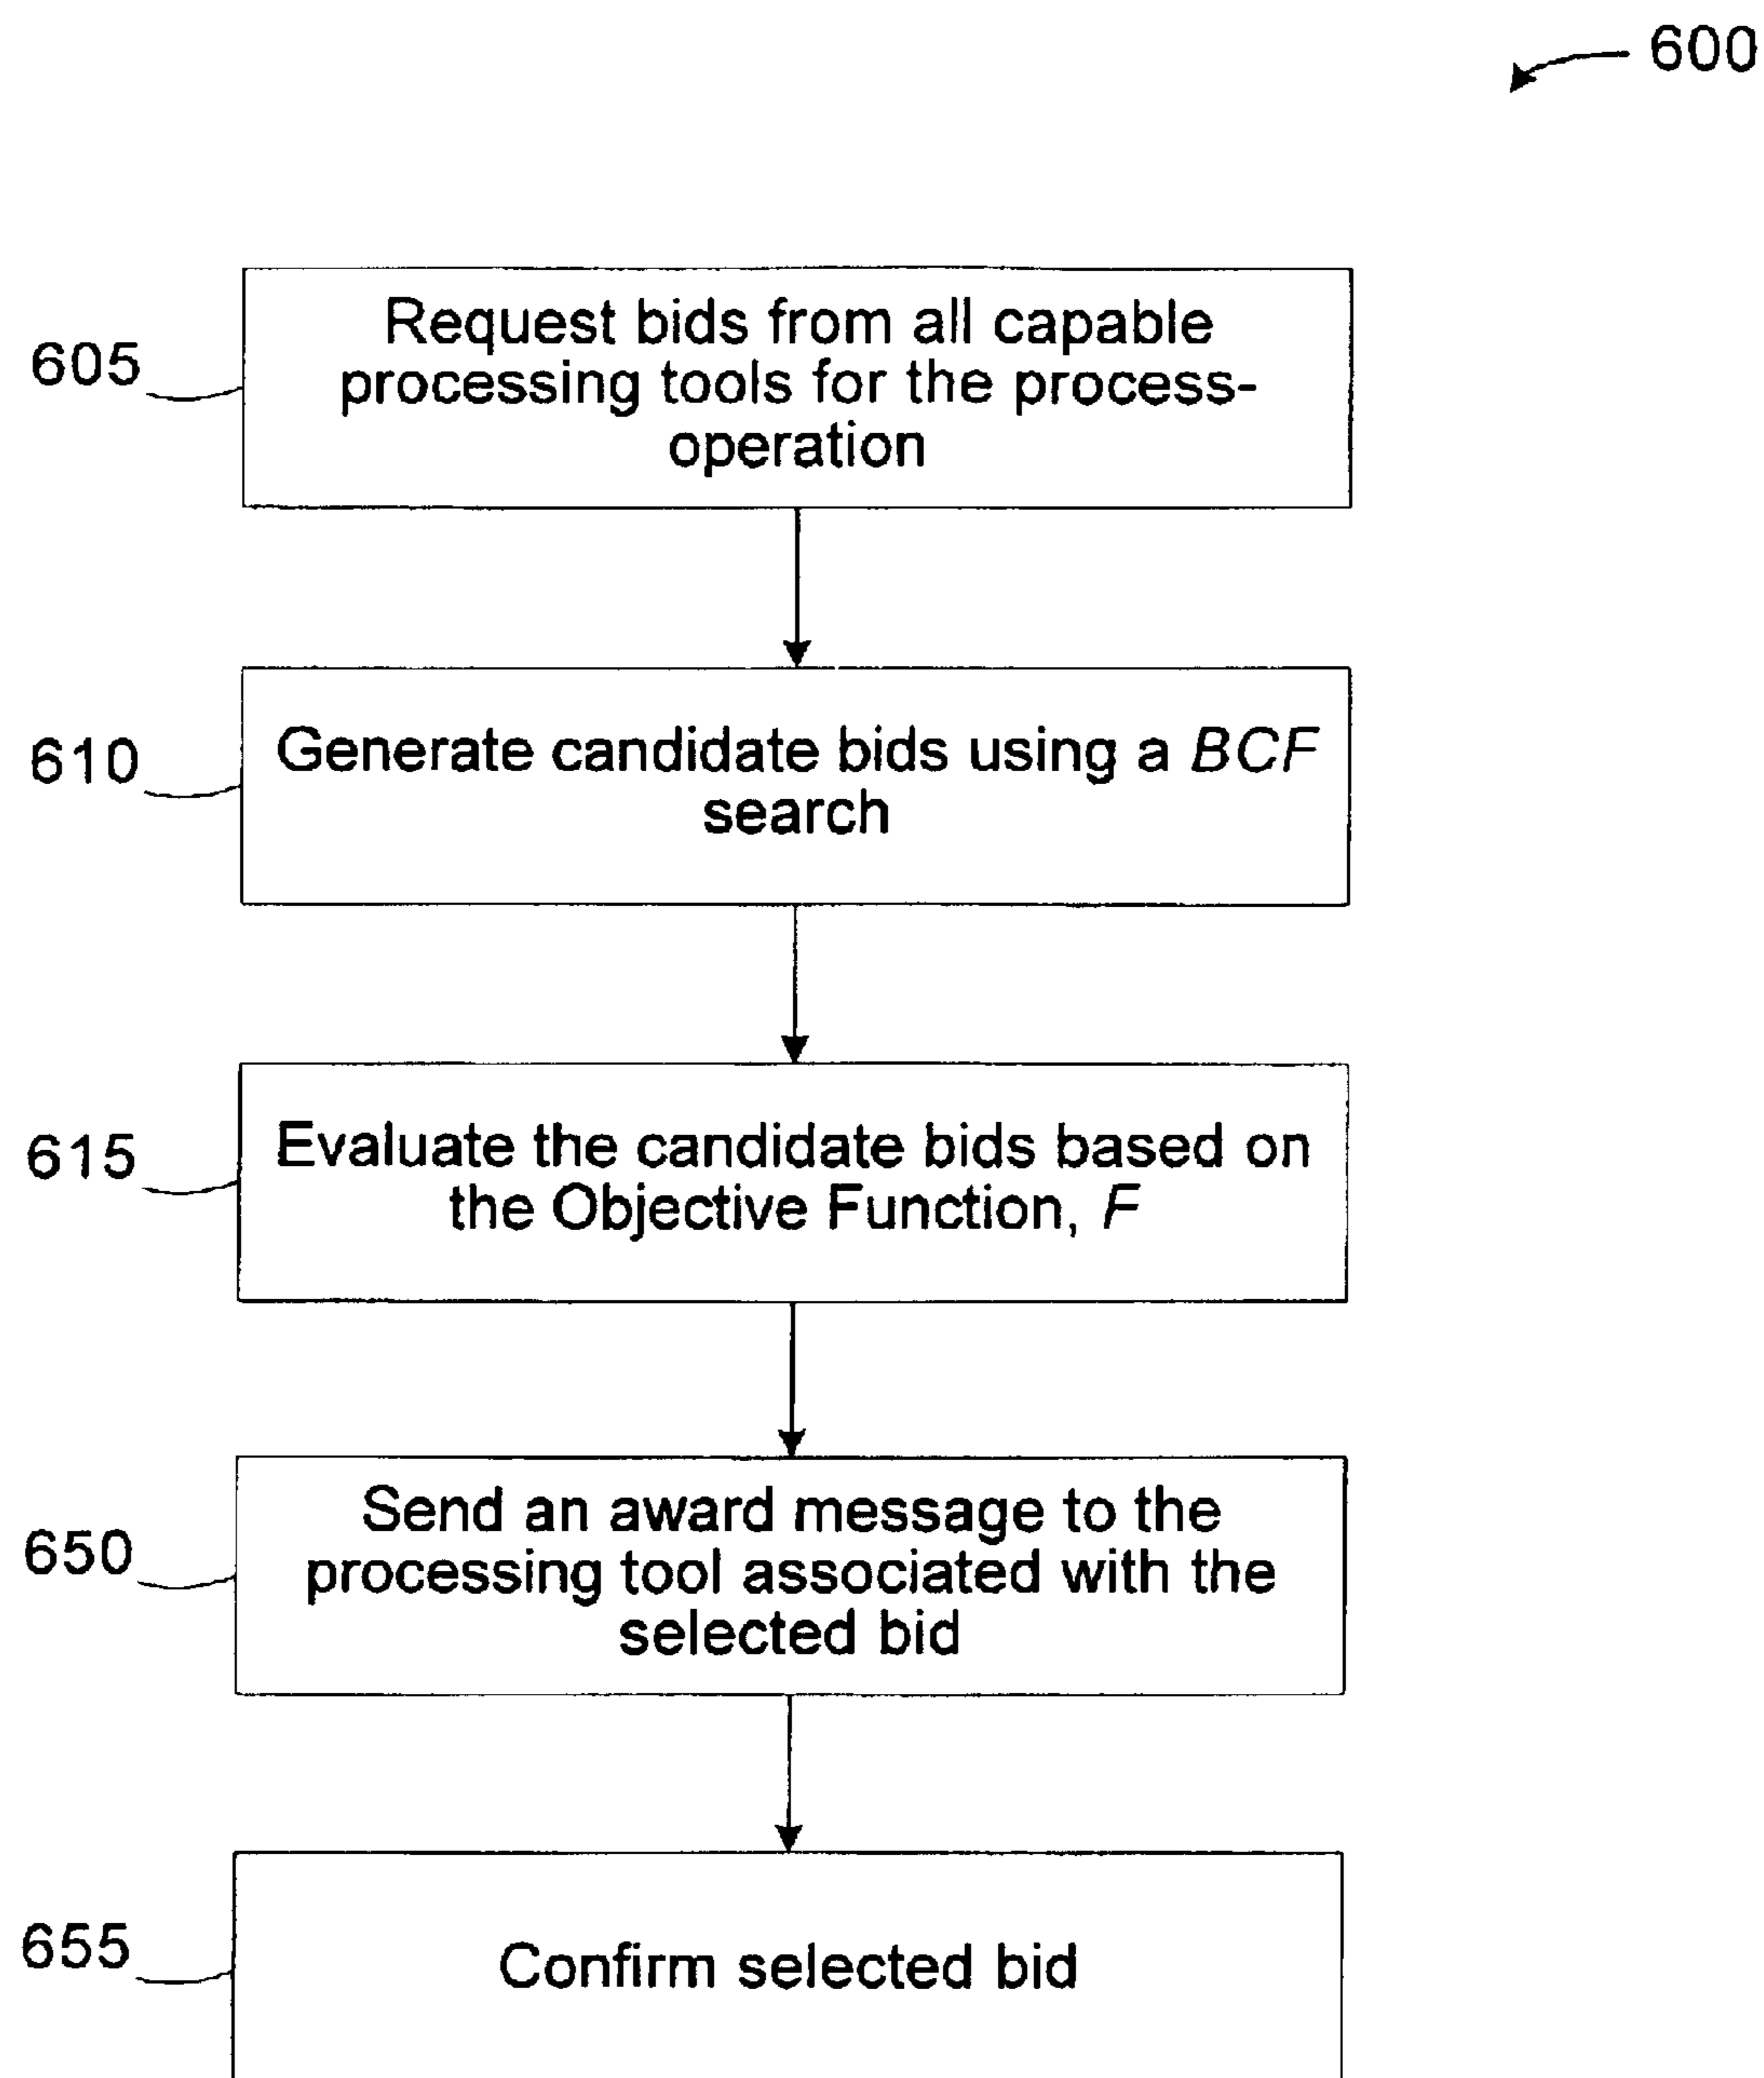 600
605
Request bids from all capable
processing tools for the process-
operation
610
Generate candidate bids using a BCF
search
615
Evaluate the candidate bids based on
the Objective Function, F
650
Send an award message to the
processing tool associated with the
selected bid
655
Confirm selected bid